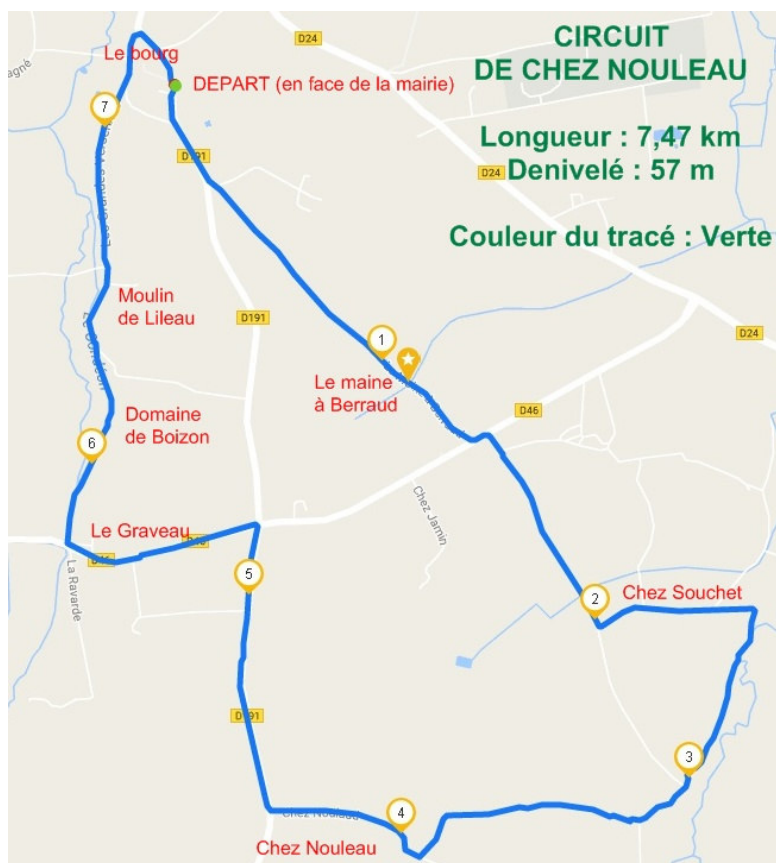 CIRCUIT
DE CHEZ NOULEAU
Longueur : 7,47 km
Denivelé : 57 m
Couleur du tracé : Verte
D24
Le bourg
DEPART (en face de la mairie)
7
D191
D24
Moulin
de Lileau
D191
1
D24
Le maine
à Berraud
D46
Domaine
de Boizon
6
Chez Jamin
Le Graveau
D46
La Ravarde
5
2
Chez Souchet
D191
3
Chez Nouleau
4
Chez Nouleau